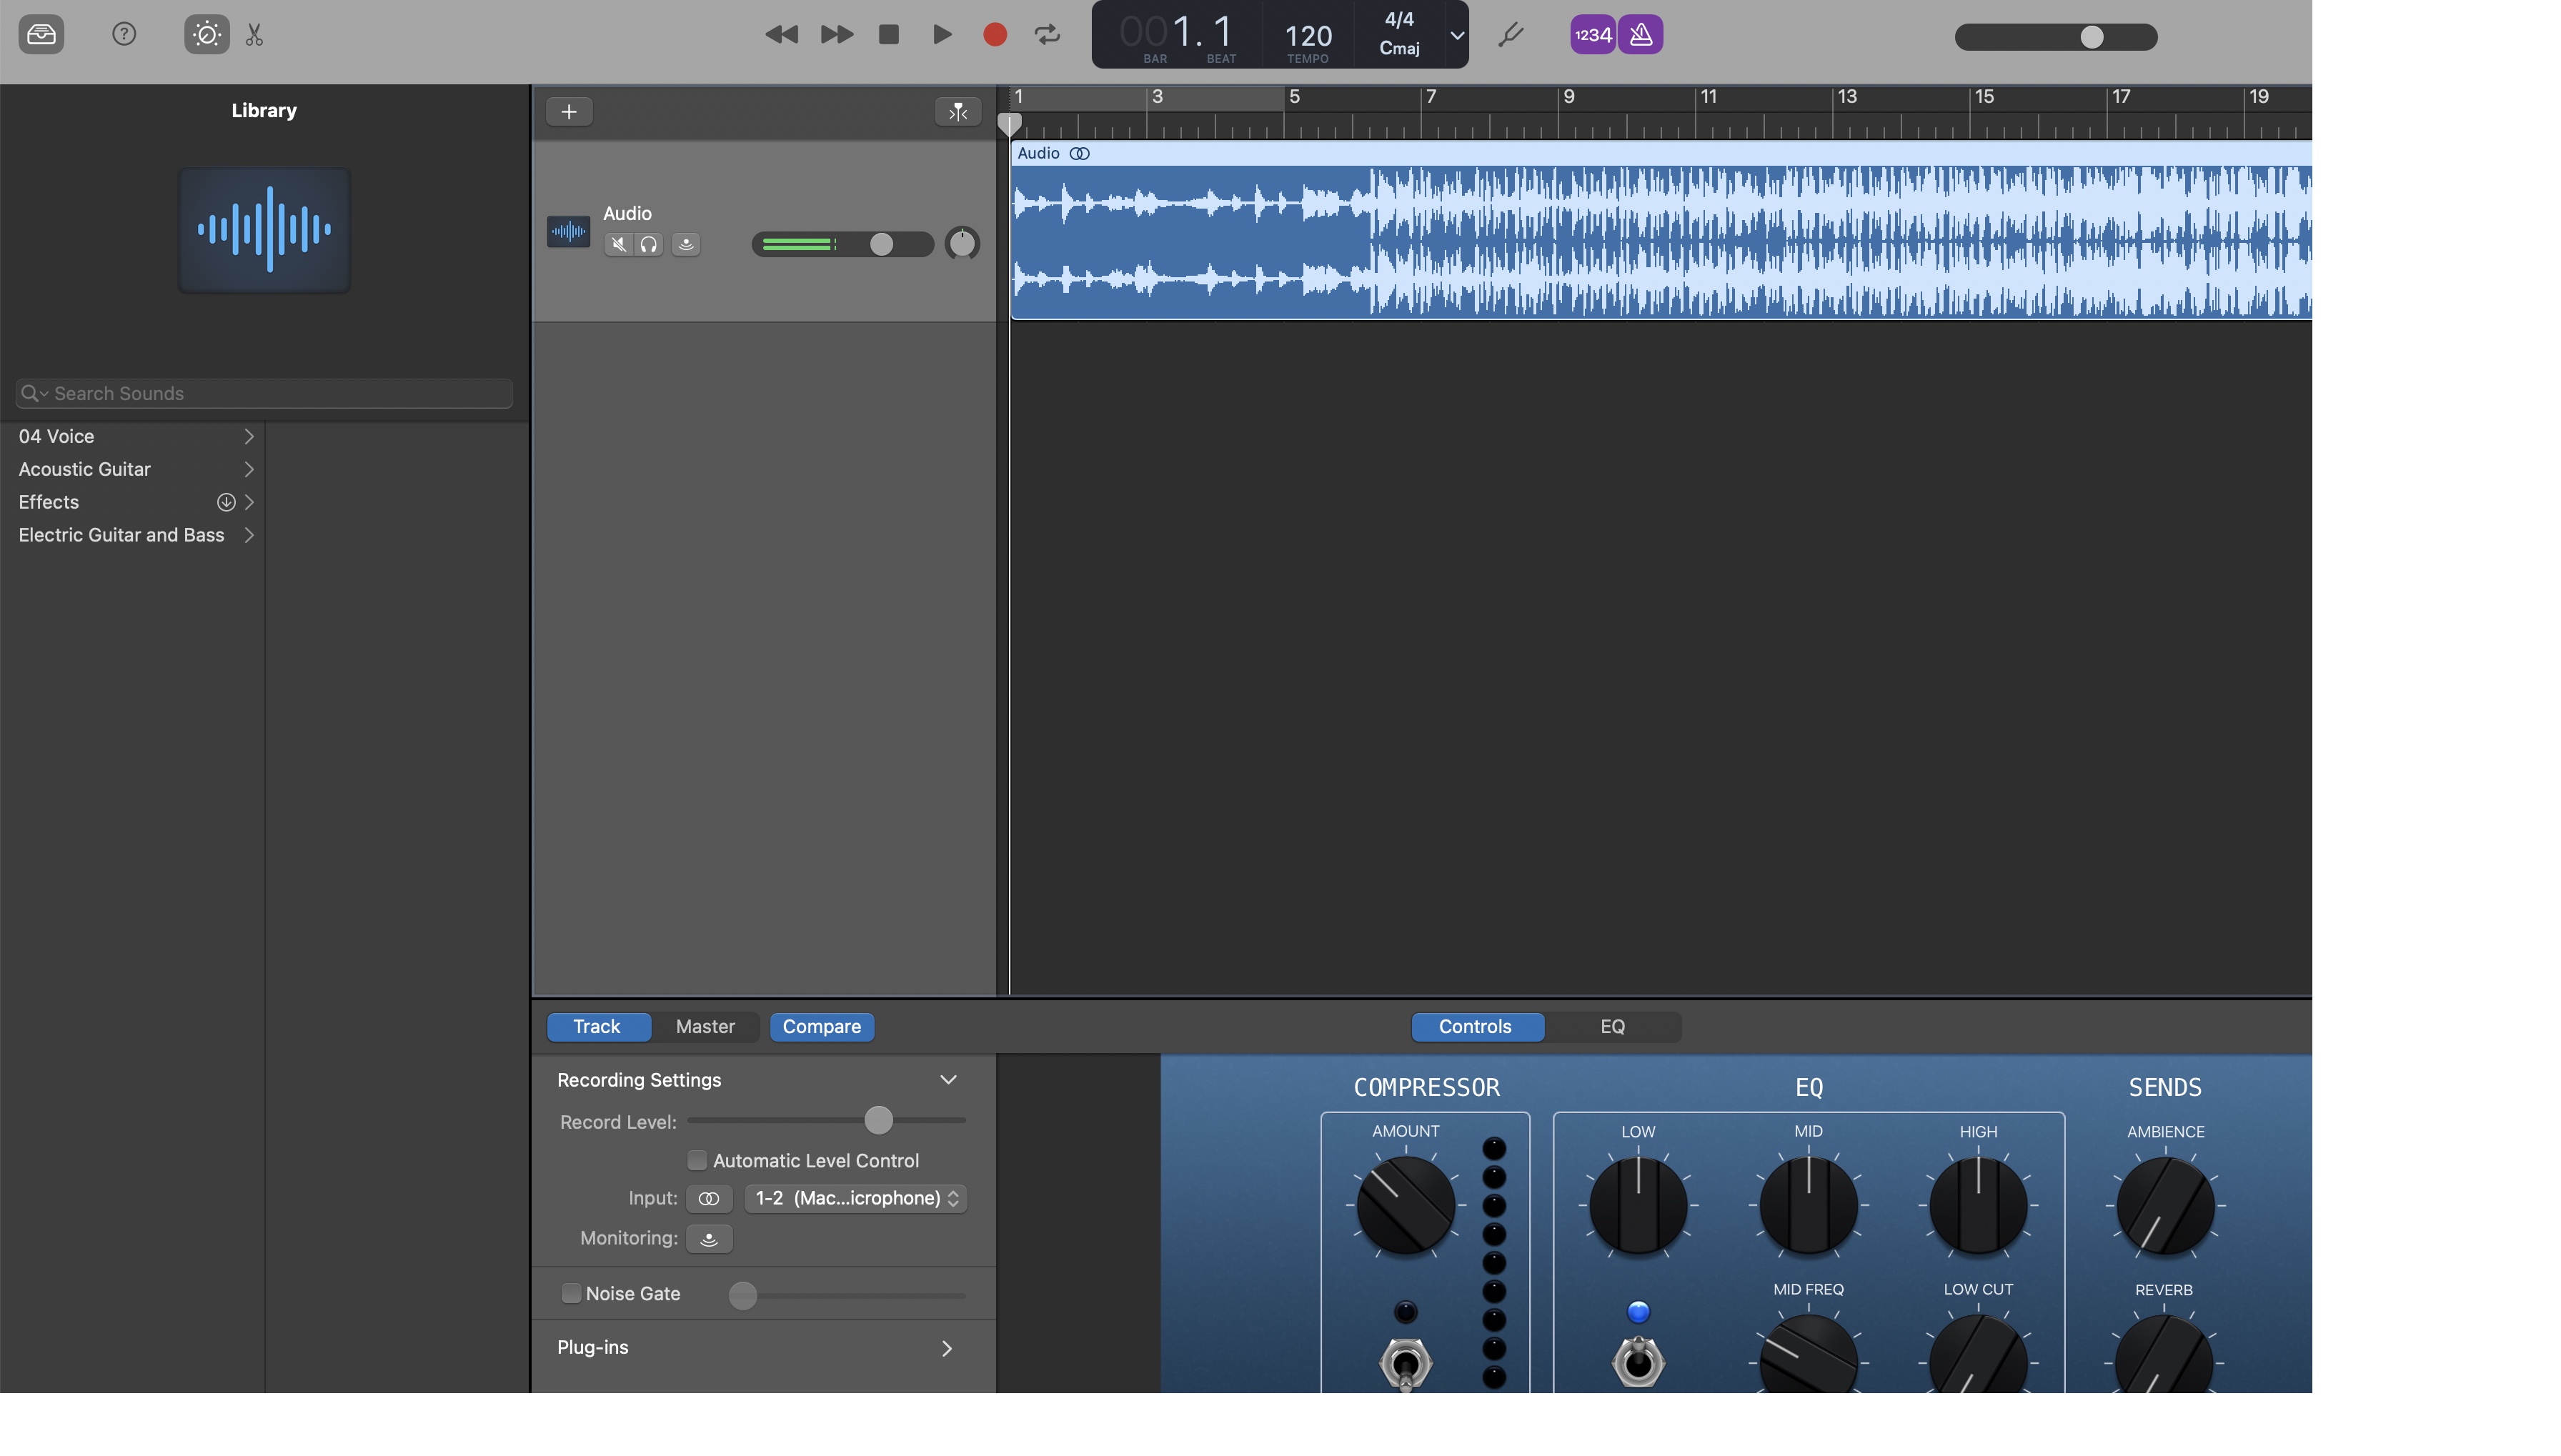 001.1 120 4/4 Cmaj
BAR BEAT TEMPO
1234
Library
1 3 5 7 9 11 13 15 17 19
Audio
Audio
Search Sounds
04 Voice
Acoustic Guitar
Effects
Electric Guitar and Bass
Track Master Compare Controls EQ
Recording Settings
Record Level:
Automatic Level Control
Input: 1-2 (Mac...icrophone)
Monitoring:
Noise Gate
Plug-ins
COMPRESSOR EQ SENDS
AMOUNT LOW MID HIGH AMBIENCE
MID FREQ LOW CUT REVERB